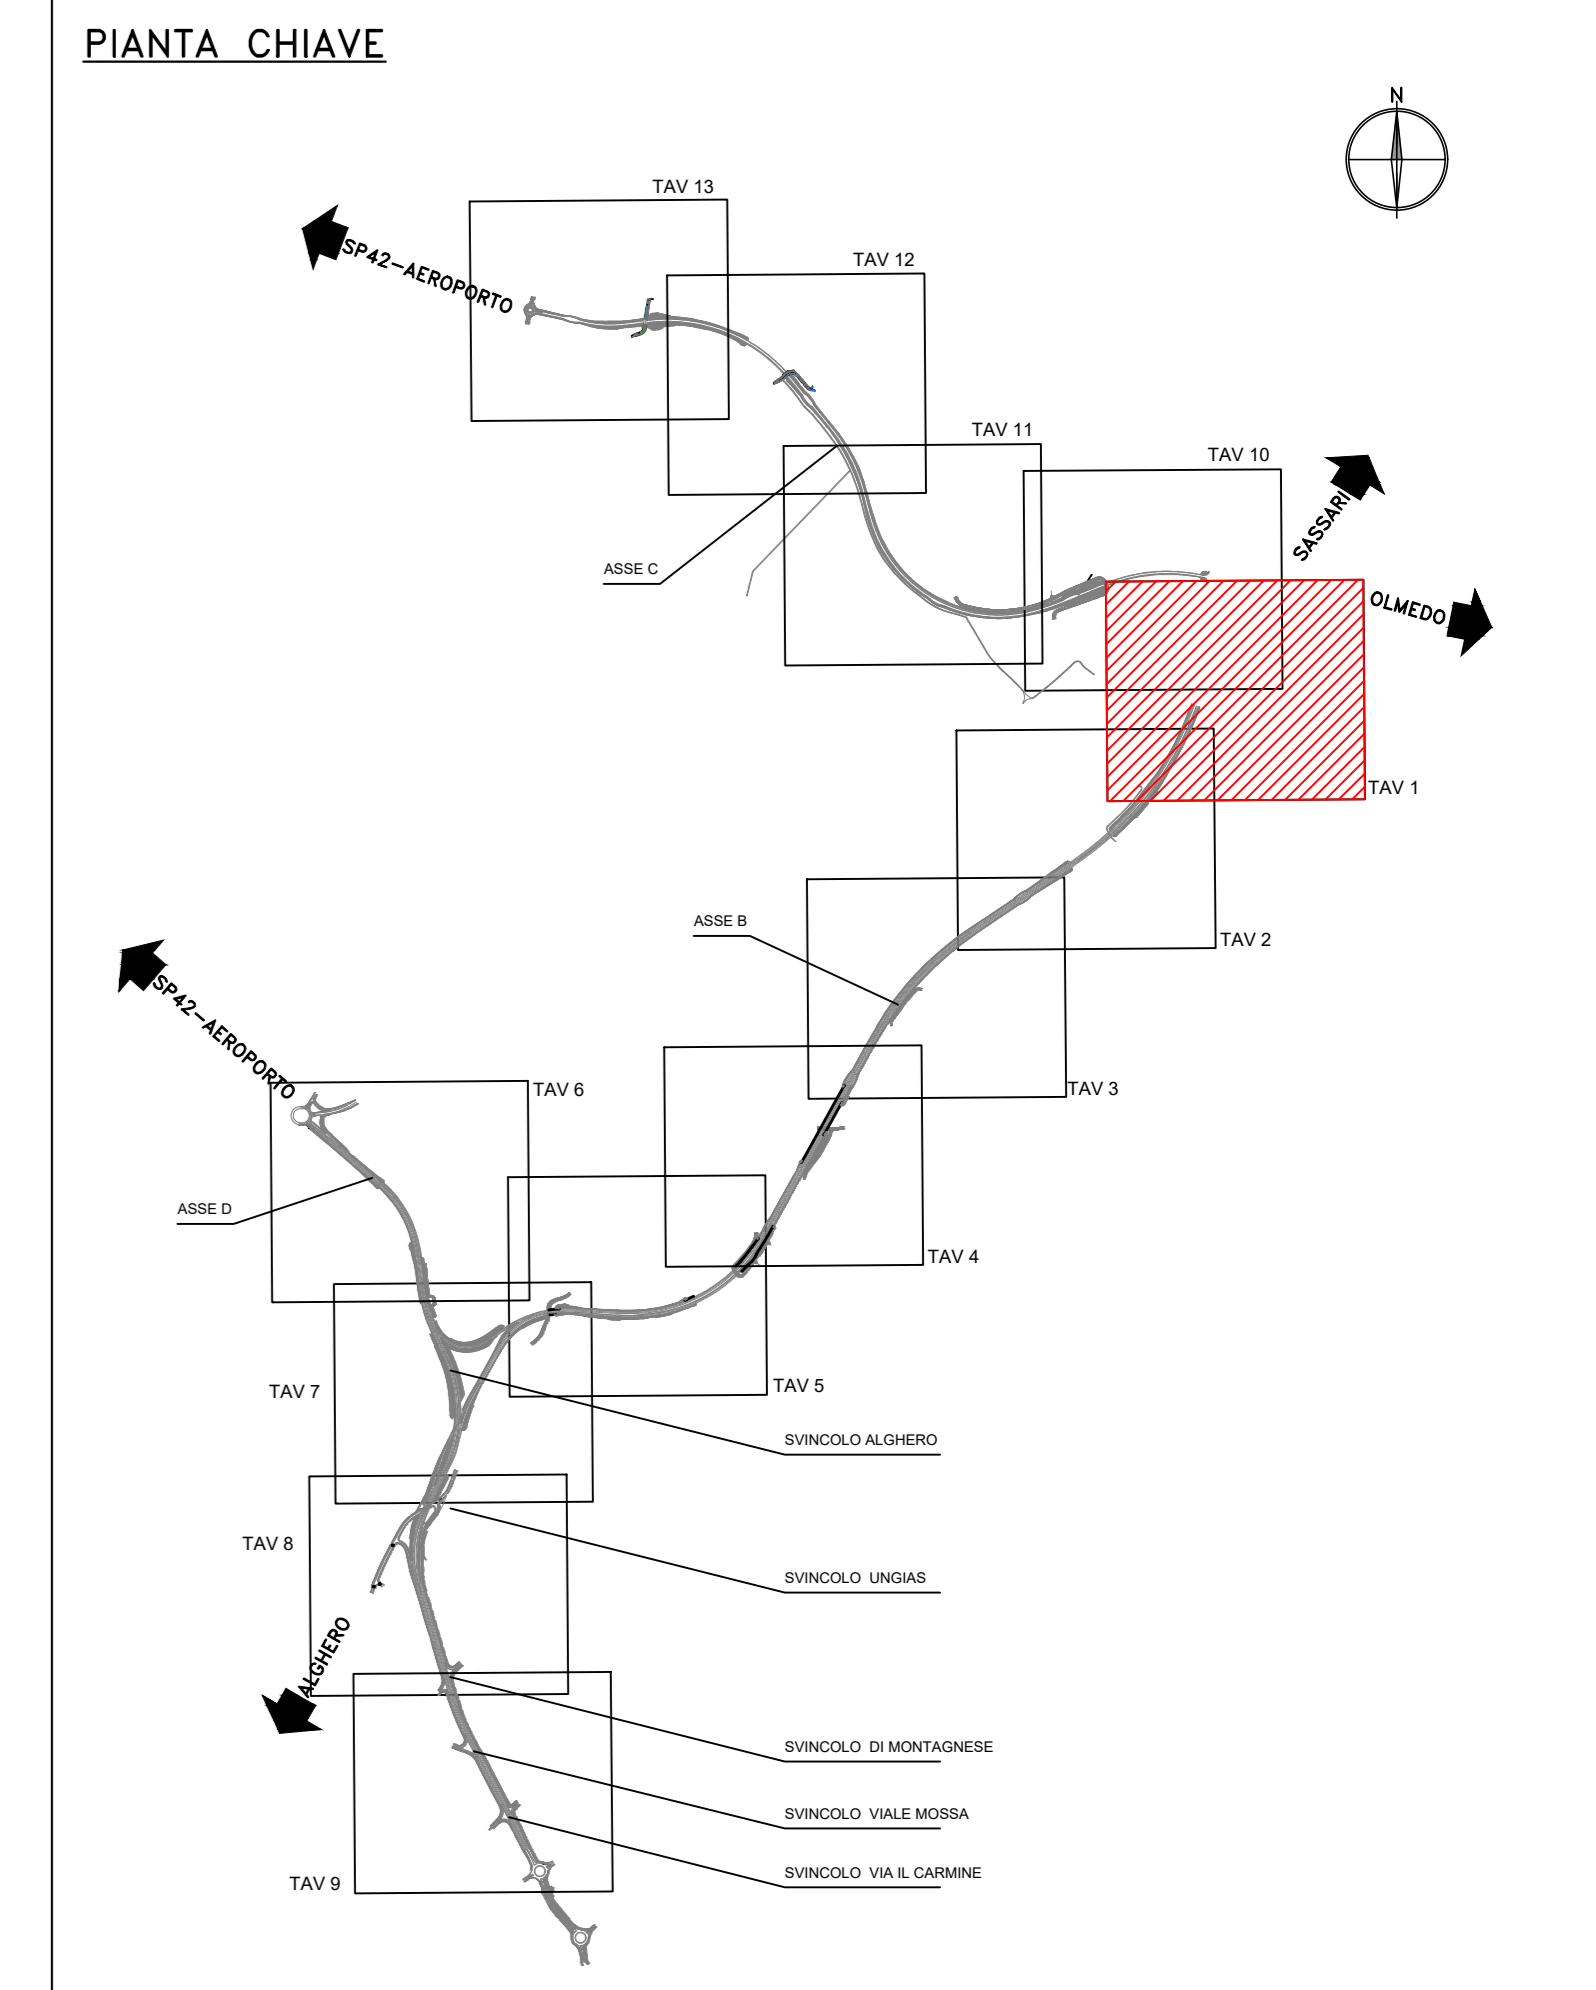 PIANTA CHIAVE
N
TAV 13
SP42-AEROPORTO
TAV 12
TAV 11
TAV 10
SASSARI
ASSE C
OLMEDO
TAV 1
ASSE B
TAV 2
SP42-AEROPORTO
TAV 6
TAV 3
ASSE D
TAV 4
TAV 7
TAV 5
SVINCOLO ALGHERO
TAV 8
SVINCOLO UNGIAS
ALGHERO
SVINCOLO DI MONTAGNESE
SVINCOLO VIALE MOSSA
SVINCOLO VIA IL CARMINE
TAV 9